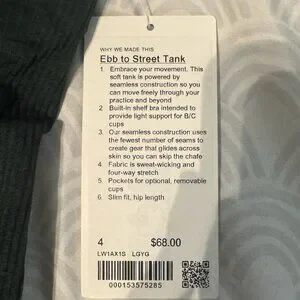 WHY WE MADE THIS
Ebb to Street Tank
1 Embrace your movement. This
soft tank is powered by
seamless construction so you
can move freely through your
practice and beyond
2 Built-in shelf bra intended to
provide light support for B/C
cups
3 Our seamless construction uses
the fewest number of seams to
create gear that glides across
skin so you can skip the chafe
4 Fabric is sweat-wicking and
four-way stretch
5 Pockets for optional, removable
cups
6 Slim fit, hip length
4 $68.00
LW1AX1S LGYG
000153575285